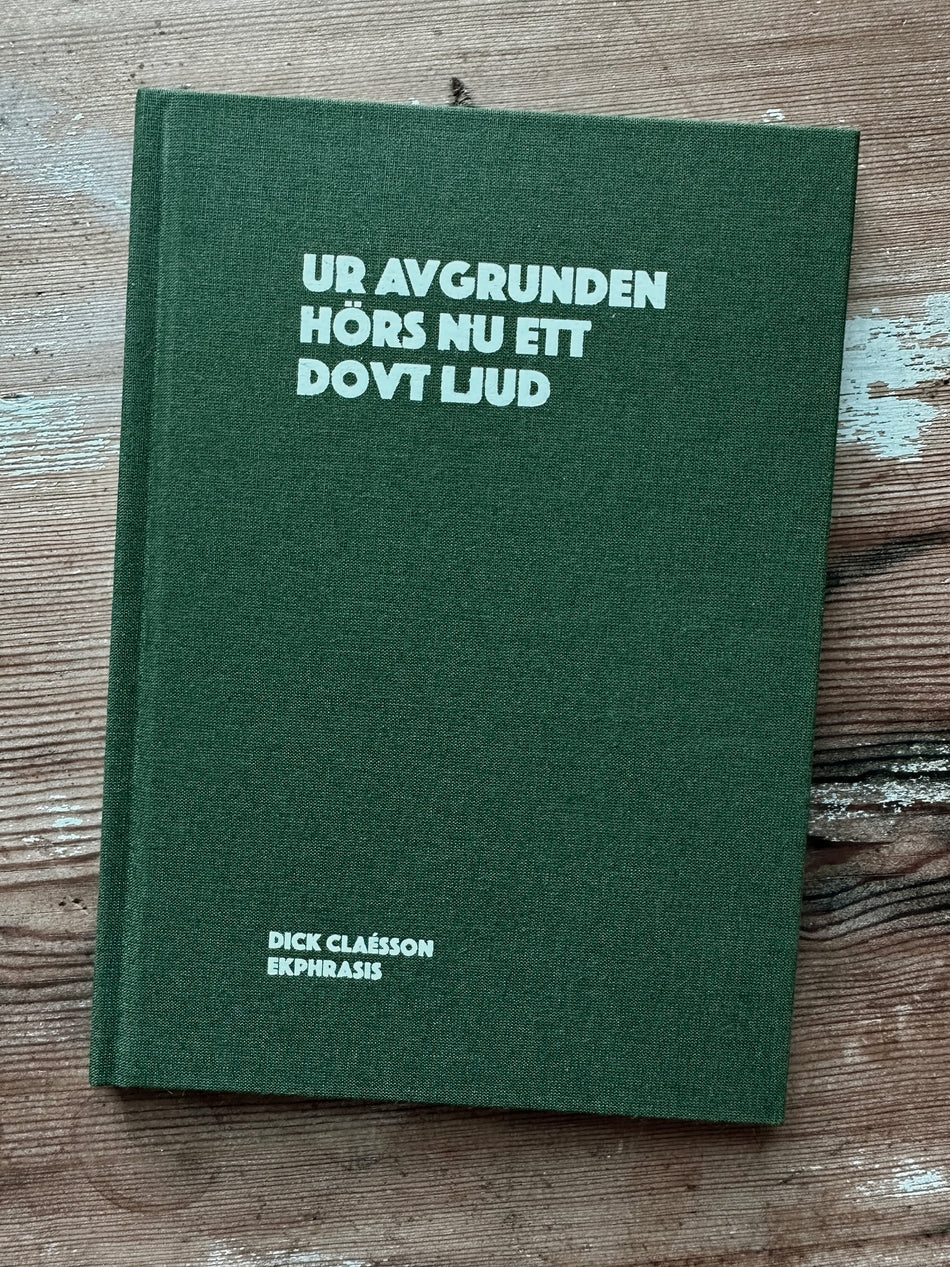 UR AVGRUNDEN
HÖRS NU ETT
DOVT LJUD
DICK CLAÉSSON
EKPHRASIS